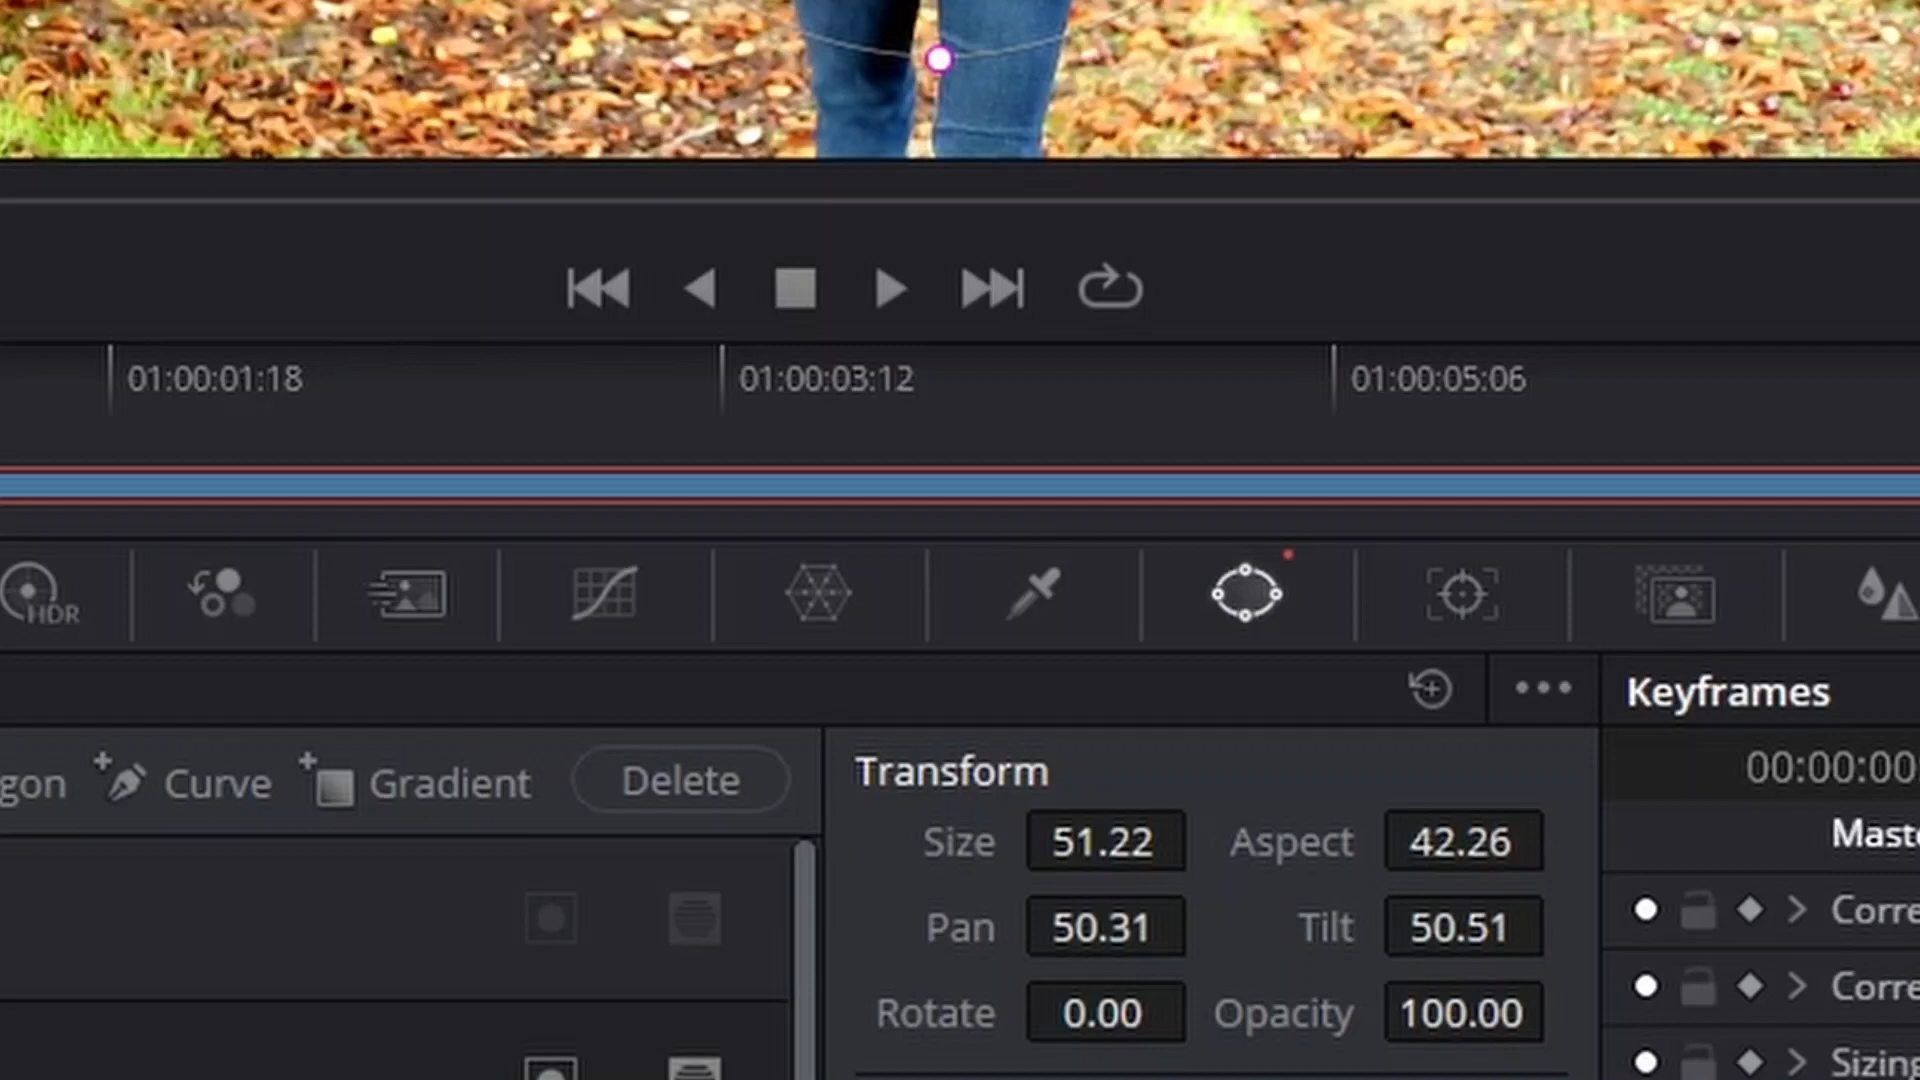 01:00:01:18 01:00:03:12 01:00:05:06
HDR
Keyframes
gon Curve Gradient Delete Transform 00:00:00
Size 51.22 Aspect 42.26 Maste
Pan 50.31 Tilt 50.51 Corre
Rotate 0.00 Opacity 100.00 Corre
Sizing